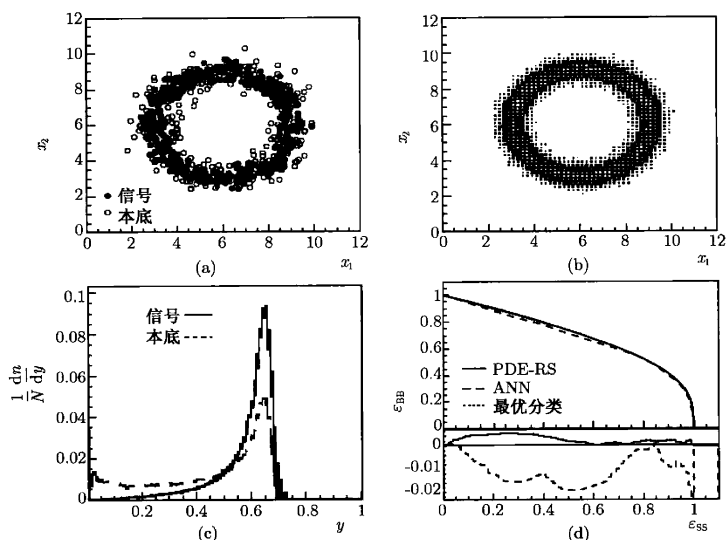 12
10
8
6
4
2
0
x₂
● 信号
○ 本底
0 2 4 6 8 10 12
(a) x₁
12
10
8
6
4
2
0
x₂
0 2 4 6 8 10 12
(b) x₁
0.1
0.08
0.06
0.04
0.02
0
1/N dn/dy
信号
本底
0.2 0.4 0.6 0.8 1
(c) y
1.0
0.8
0.6
0.4
0.2
0
ε_BB
PDE-RS
ANN
最优分类
0
-0.01
-0.02
0 0.2 0.4 0.6 0.8 1
(d) ε_SS